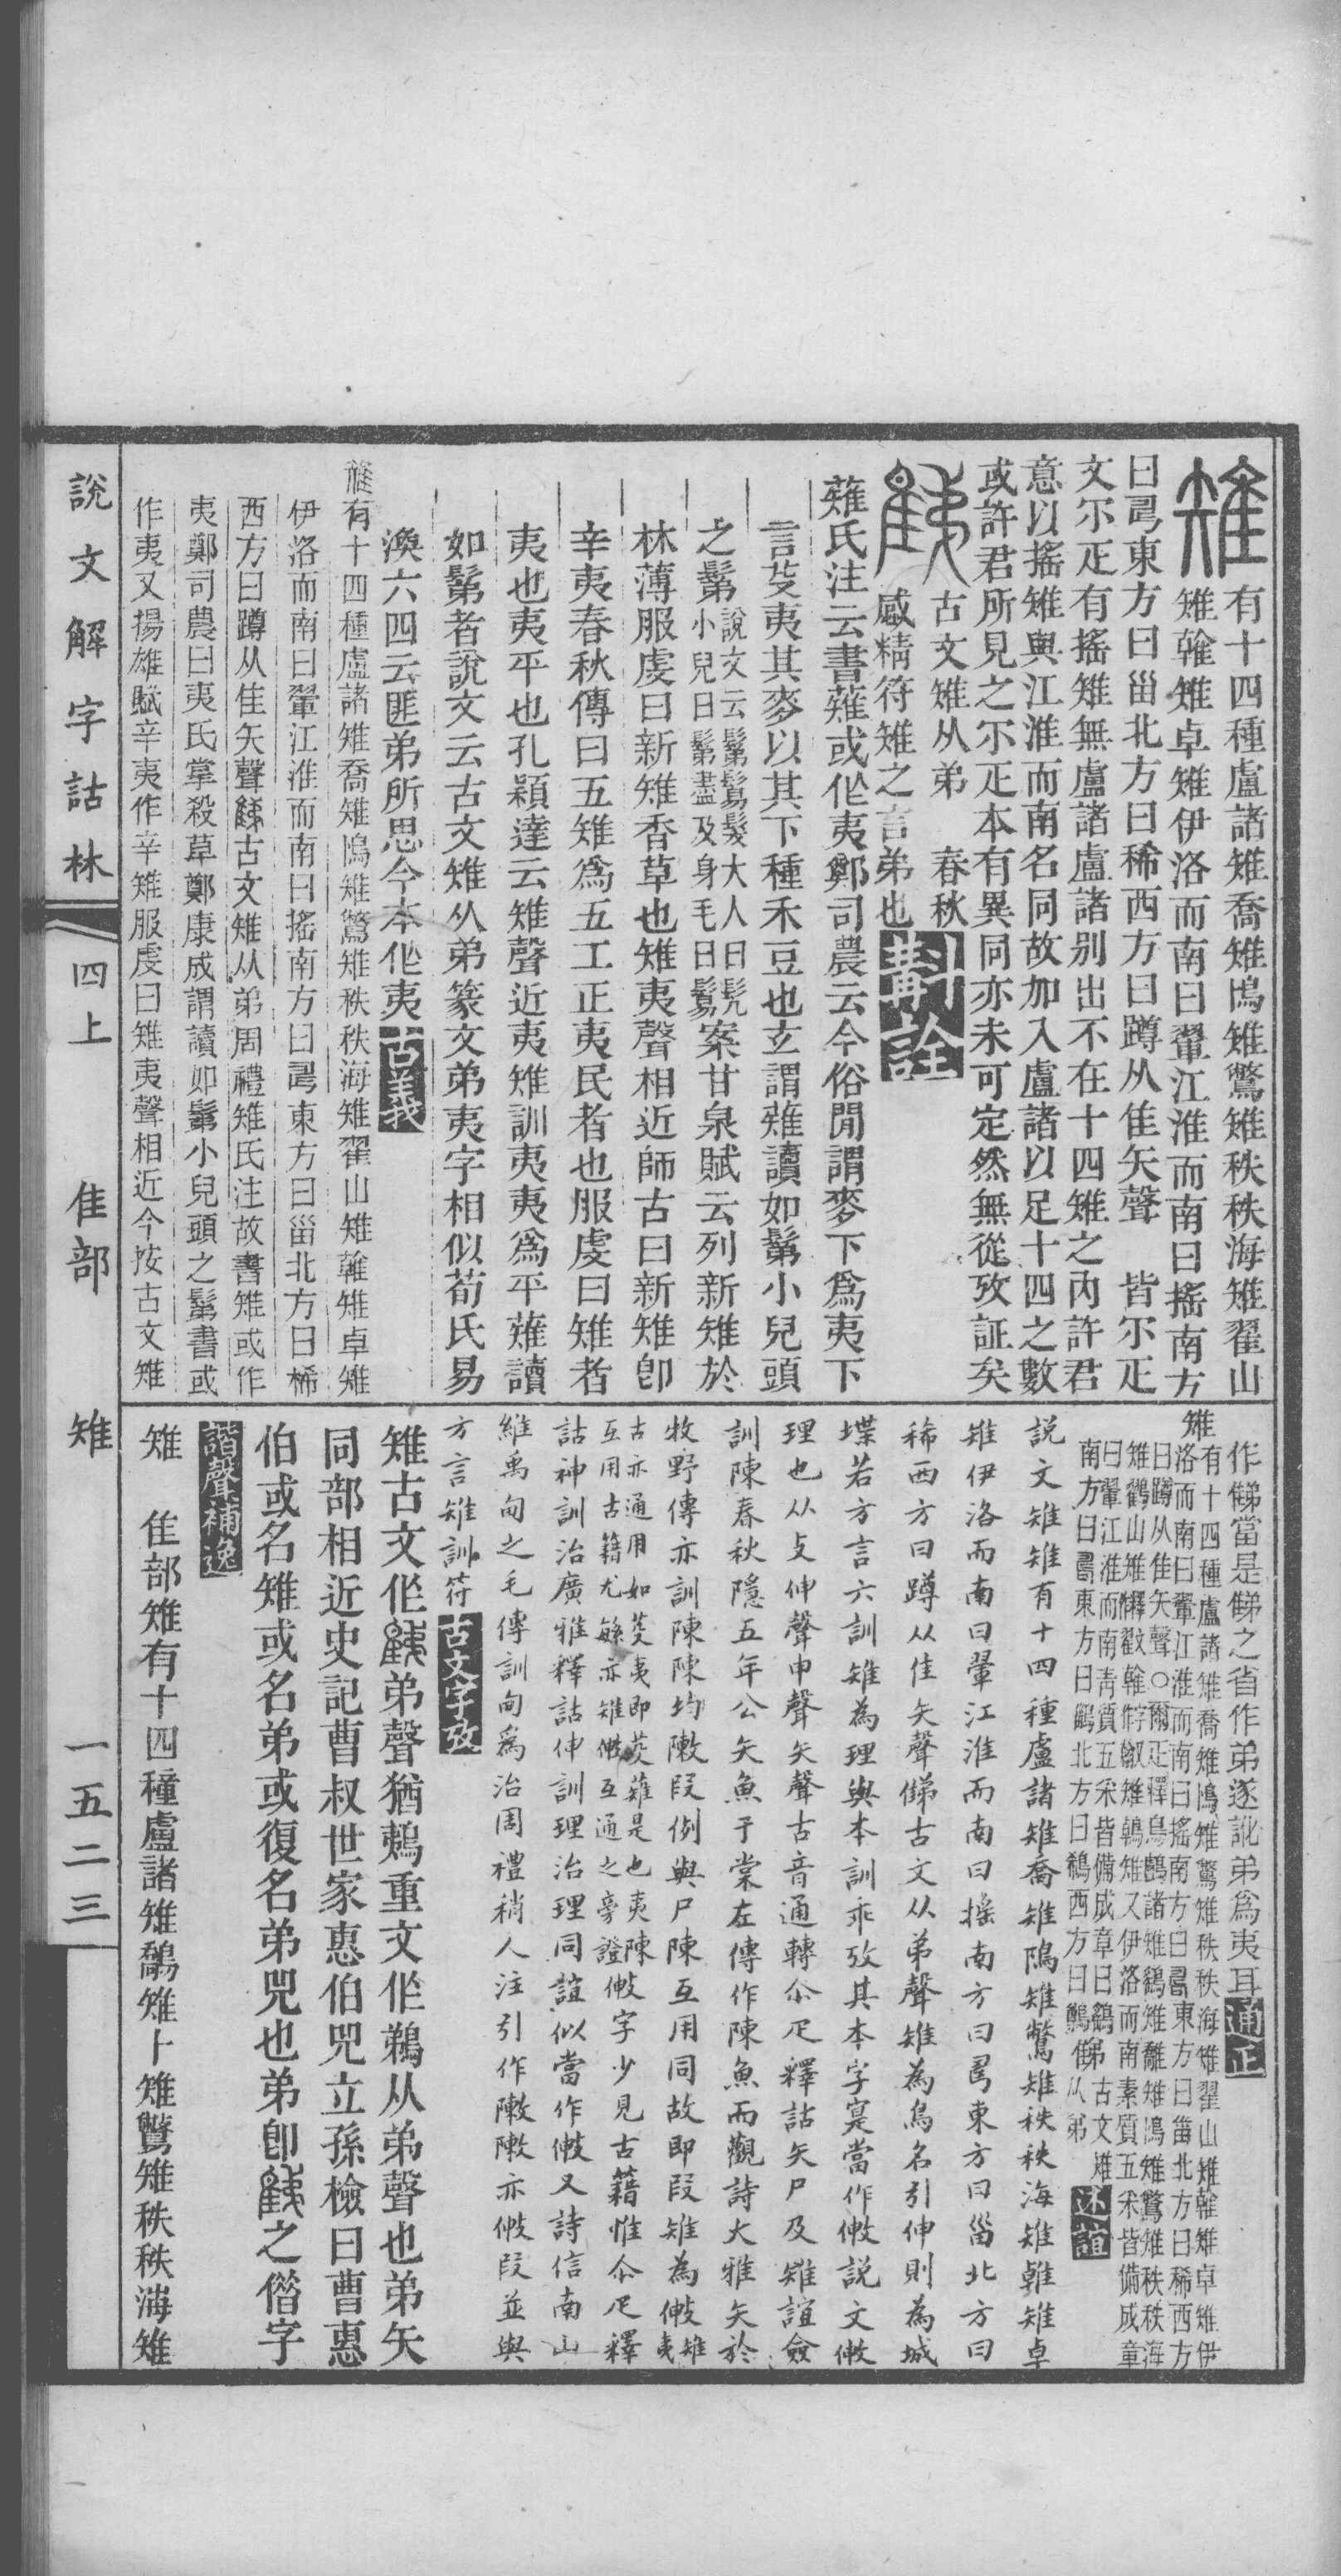 有十四種盧諸雉喬雉鳪雉鷩雉秩秩海雉翟山
雉雗雉卓雉伊洛而南曰翬江淮而南曰搖南方
曰𠷎東方曰甾北方曰稀西方曰蹲从隹矢聲　皆尒疋
文尒疋有搖雉無盧諸盧諸别出不在十四雉之內許君
意以搖雉與江淮而南名同故加入盧諸以足十四之數
或許君所見之尒疋本有異同亦未可定然無從攷証矣
古文雉从弟　春秋
感精符雉之言弟也斠詮
薙氏注云書薙或作夷鄭司農云今俗閒謂麥下爲夷下
言芟夷其麥以其下種禾豆也玄謂薙讀如鬀小兒頭
之鬀說文云鬀鬄髮大人曰髡
小兒曰鬀盡及身毛曰鬄案甘泉賦云列新雉於
林薄服虔曰新雉香草也雉夷聲相近師古曰新雉卽
辛夷春秋傳曰五雉爲五工正夷民者也服虔曰雉者
夷也夷平也孔穎達云雉聲近夷雉訓夷夷爲平薙讀
如鬀者說文云古文雉从弟篆文弟夷字相似荀氏易
渙六四云匪弟所思今本作夷古義
雉有十四種盧諸雉喬雉鳪雉鷩雉秩秩海雉翟山雉雗雉卓雉
伊洛而南曰翬江淮而南曰搖南方曰𠷎東方曰甾北方曰稀
西方曰蹲从隹矢聲䨘古文雉从弟周禮雉氏注故書雉或作
夷鄭司農曰夷氏掌殺草鄭康成謂讀如鬀小兒頭之鬀書或
作夷又揚雄賦辛夷作辛雉服虔曰雉夷聲相近今按古文雉
作䨘當是䨘之省作弟遂訛弟爲夷耳通正
雉有十四種盧諸雉喬雉鳪雉鷩雉秩秩海雉翟山雉雗雉卓雉伊
洛而南曰翬江淮而南曰搖南方曰𠷎東方曰甾北方曰稀西方
曰蹲从隹矢聲○爾疋釋鳥鸕諸雉鷂雉鷮雉鳪雉鷩雉秩秩海
雉鸐山雉雗雉鵫雉又伊洛而南素質五采皆備成章
曰翬江淮而南青質五采皆備成章曰鷂䨘古文雉
南方曰𠷎東方曰鶅北方曰鵗西方曰鷷从弟述誼
說文雉雉有十四種盧諸雉喬雉鳪雉鷩雉秩秩海雉雗雉卓
雉伊洛而南曰翬江淮而南曰搖南方曰𠷎東方曰甾北方曰
稀西方曰蹲从隹矢聲䨘古文从弟聲雉為鳥名引伸則為城
堞若方言六訓雉為理與本訓乖攷其本字寔當作㪇說文㪇
理也从攴伸聲申聲矢聲古音通轉尒疋釋詁矢尸及雉誼僉
訓陳春秋隱五年公矢魚于棠左傳作陳魚而觀詩大雅矢於
牧野傳亦訓陳陳均敶叚例與尸陳互用同故即叚雉為㪇雉夷
古亦通用如芟夷即芟薙是也夷陳
互用古籍尤緐亦雉㪇互通之旁證㪇字少見古籍惟尒疋釋
詁神訓治廣雅釋詁伸訓理治理同誼似當作㪇又詩信南山
維禹甸之毛傳訓甸爲治周禮稍人注引作敶敶亦㪇叚並與
方言雉訓符古文字攷
雉古文作䨘弟聲猶鴺重文作鵜从弟聲也弟矢
同部相近史記曹叔世家惠伯兕立孫檢曰曹惠
伯或名雉或名弟或復名弟兕也弟卽䨘之僭字
諧聲補逸
雉　隹部雉有十四種盧諸雉鷮雉卜雉鷩雉秩秩海雉
說文解字詁林　四上　隹部　雉　一五二三